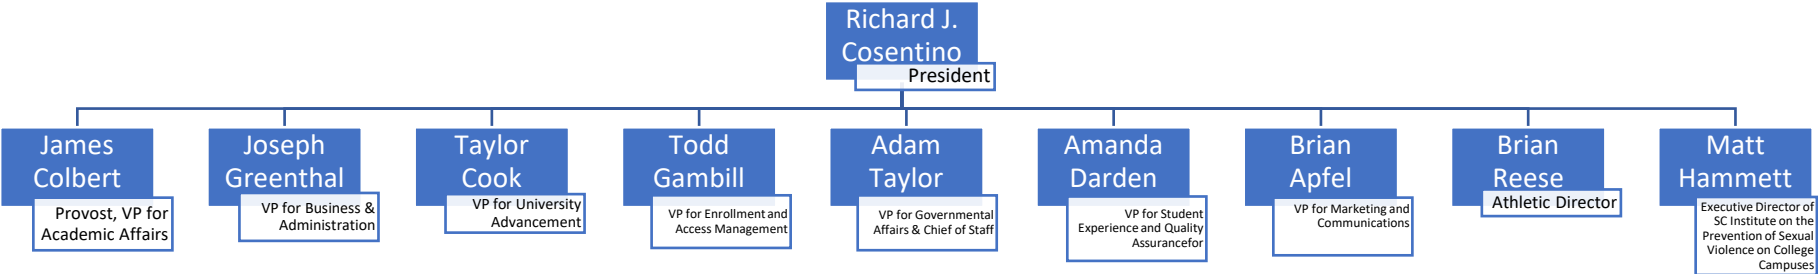 Richard J.
Cosentino
President
James
Colbert
Provost, VP for
Academic Affairs
Joseph
Greenthal
VP for Business &
Administration
Taylor
Cook
VP for University
Advancement
Todd
Gambill
VP for Enrollment and
Access Management
Adam
Taylor
VP for Governmental
Affairs & Chief of Staff
Amanda
Darden
VP for Student
Experience and Quality
Assurancefor
Brian
Apfel
VP for Marketing and
Communications
Brian
Reese
Athletic Director
Matt
Hammett
Executive Director of
SC Institute on the
Prevention of Sexual
Violence on College
Campuses